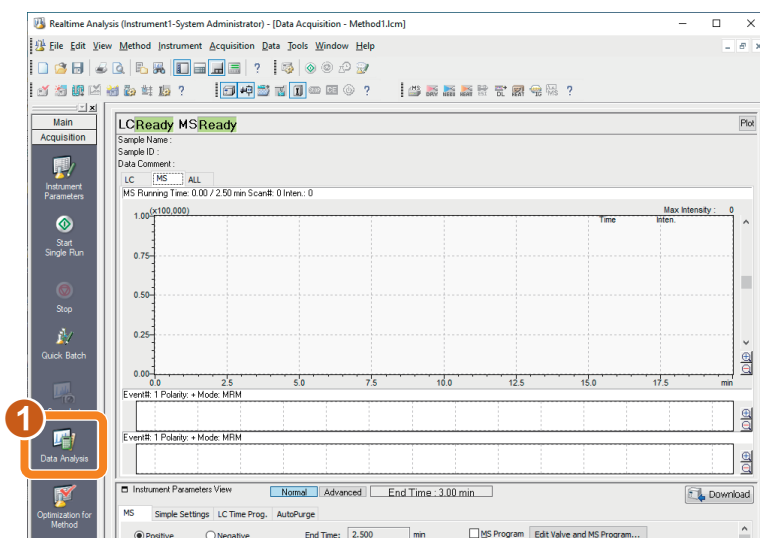 Realtime Analysis (Instrument1-System Administrator) - [Data Acquisition - Method1.lcm]
File Edit View Method Instrument Acquisition Data Tools Window Help
Main
Acquisition
Instrument
Parameters
Start
Single Run
Stop
Quick Batch
1
Data Analysis
Optimization for
Method
LCReady MSReady
Plot
Sample Name :
Sample ID :
Data Comment :
LC MS ALL
MS Running Time: 0.00 / 2.50 min Scan#: 0 Inten.: 0
(x100,000)
Max Intensity : 0
Time Inten.
1.00
0.75
0.50
0.25
0.00
0.0 2.5 5.0 7.5 10.0 12.5 15.0 17.5 min
Event#: 1 Polarity: + Mode: MRM
Event#: 1 Polarity: + Mode: MRM
Instrument Parameters View Normal Advanced End Time : 3.00 min Download
MS Simple Settings LC Time Prog. AutoPurge
Positive Negative End Time: 2.500 min MS Program Edit Valve and MS Program...